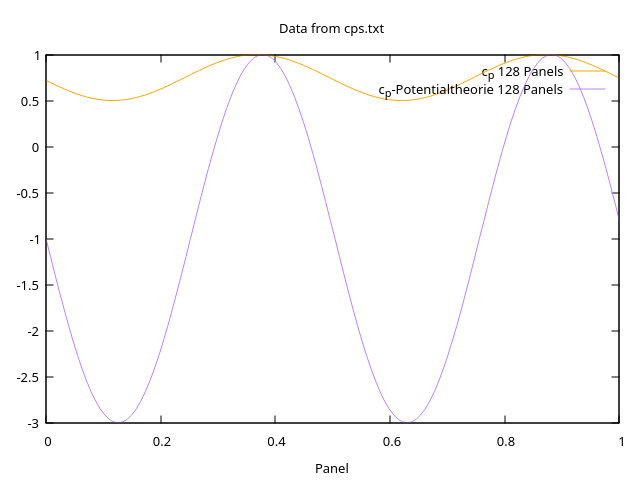 Data from cps.txt
1
0.5
0
-0.5
-1
-1.5
-2
-2.5
-3
cp 128 Panels
cp-Potentialtheorie 128 Panels
0 0.2 0.4 0.6 0.8 1
Panel